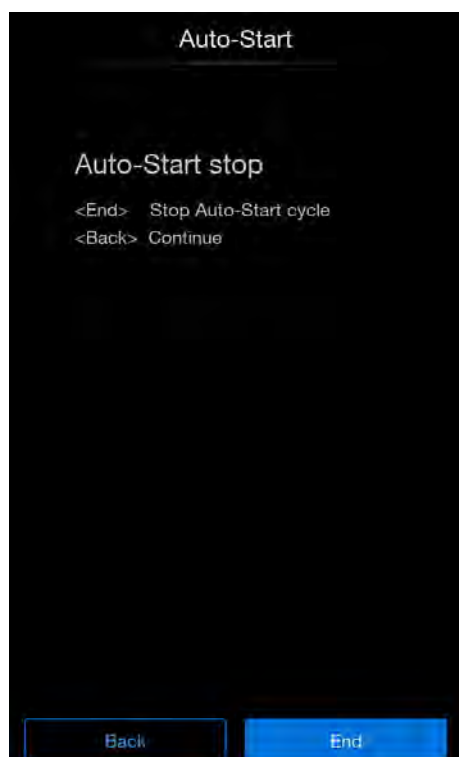 Auto-Start
Auto-Start stop
<End> Stop Auto-Start cycle
<Back> Continue
Back
End